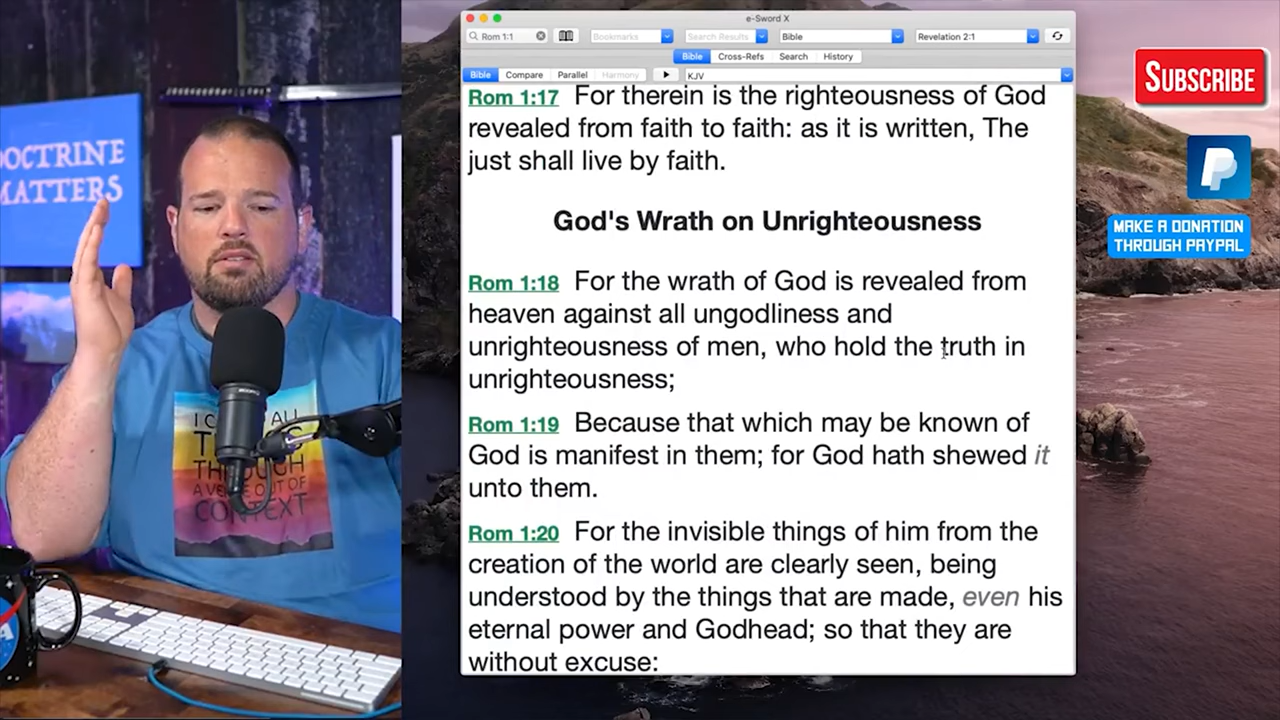 DOCTRINE
MATTERS
I C ALL
TH GS
THROUGH
A VERSE OUT OF
CONTEXT
e-Sword X
Rom 1:1
Bookmarks
Search Results
Bible
Revelation 2:1
Bible
Cross-Refs
Search
History
Bible
Compare
Parallel
Harmony
KJV
Rom 1:17 For therein is the righteousness of God
revealed from faith to faith: as it is written, The
just shall live by faith.
God's Wrath on Unrighteousness
Rom 1:18 For the wrath of God is revealed from
heaven against all ungodliness and
unrighteousness of men, who hold the truth in
unrighteousness;
Rom 1:19 Because that which may be known of
God is manifest in them; for God hath shewed it
unto them.
Rom 1:20 For the invisible things of him from the
creation of the world are clearly seen, being
understood by the things that are made, even his
eternal power and Godhead; so that they are
without excuse:
SUBSCRIBE
MAKE A DONATION
THROUGH PAYPAL